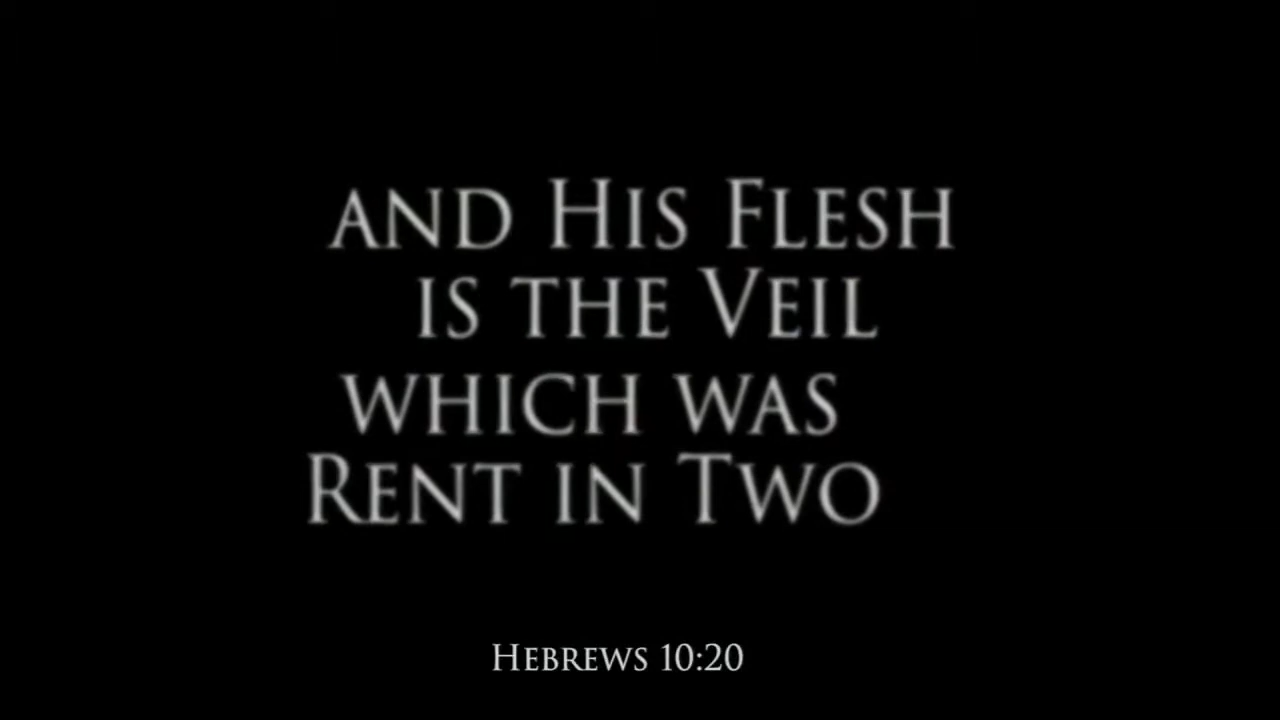 and His Flesh
is the Veil
which was
Rent in Two
Hebrews 10:20